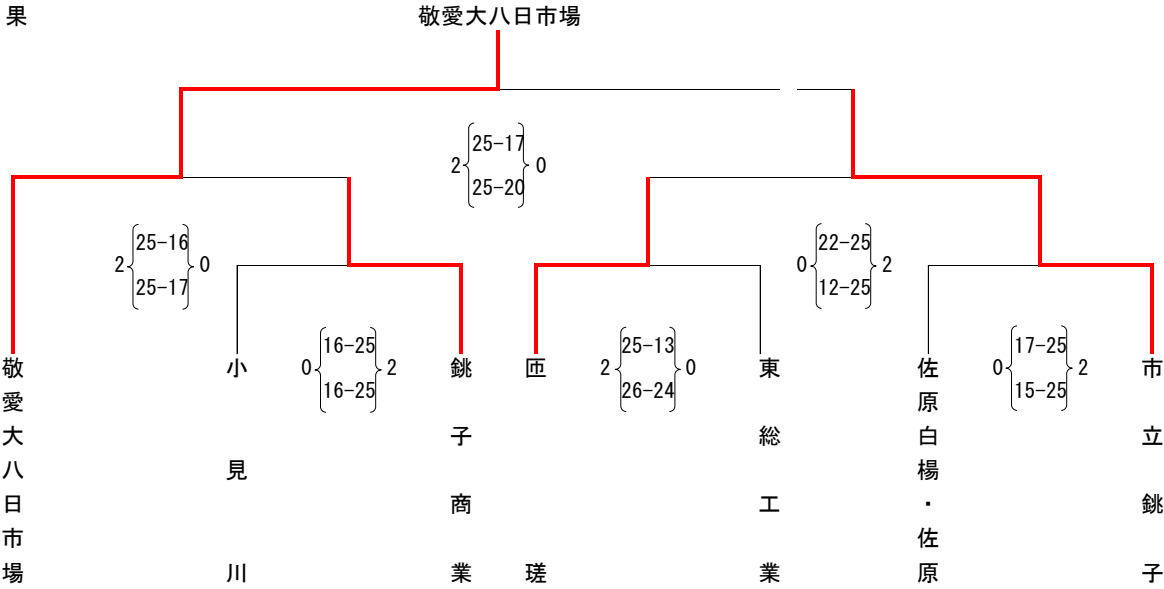 果
敬愛大八日市場
25-17
2 0
25-20
25-16
2 0
25-17
22-25
0 2
12-25
16-25
0 2
16-25
25-13
2 0
26-24
17-25
0 2
15-25
敬愛大八日市場
小見川
銚子商業
匝瑳
東総工業
佐原白楊・佐原
市立銚子